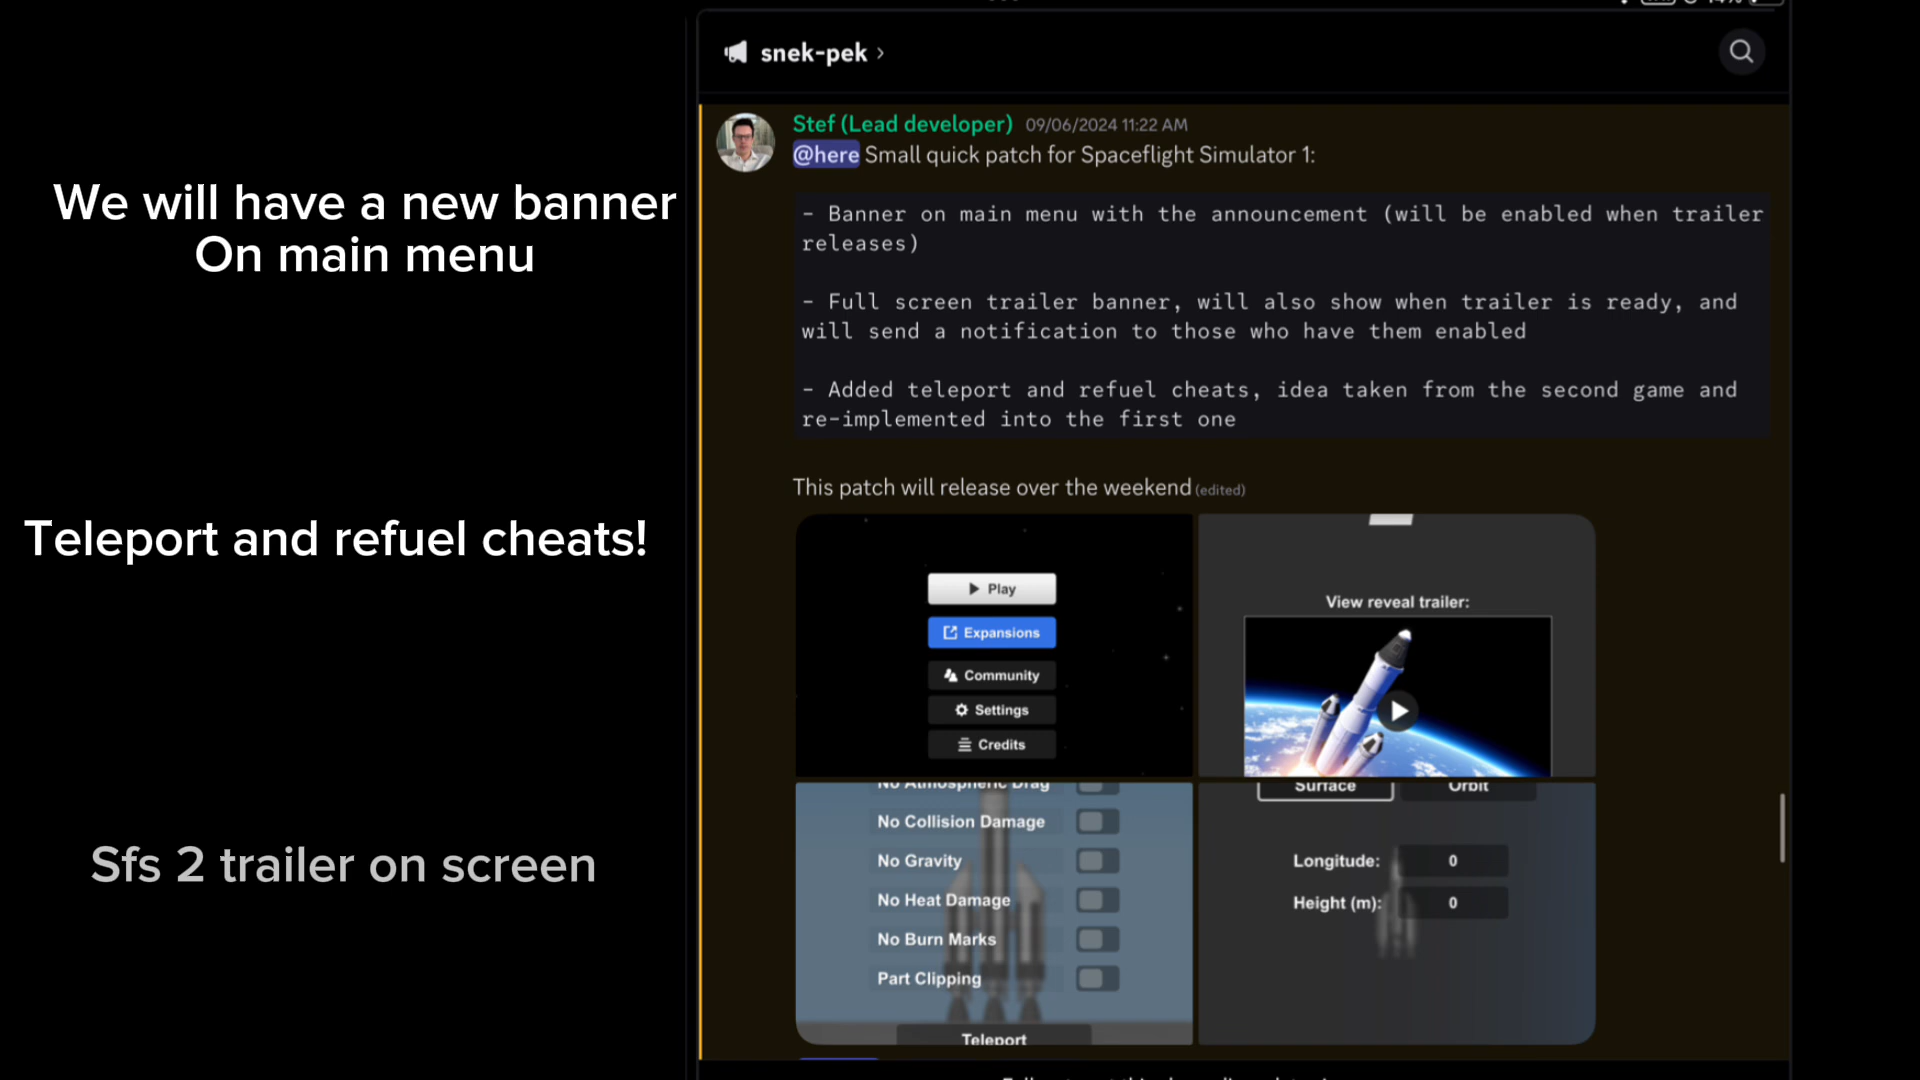 snek-pek
Stef (Lead developer) 09/06/2024 11:22 AM
@here Small quick patch for Spaceflight Simulator 1:
We will have a new banner
On main menu
- Banner on main menu with the announcement (will be enabled when trailer
releases)
- Full screen trailer banner, will also show when trailer is ready, and
will send a notification to those who have them enabled
- Added teleport and refuel cheats, idea taken from the second game and
re-implemented into the first one
This patch will release over the weekend (edited)
Teleport and refuel cheats!
Play
Expansions
Community
Settings
Credits
View reveal trailer:
Sfs 2 trailer on screen
No Atmospheric Drag
No Collision Damage
No Gravity
No Heat Damage
No Burn Marks
Part Clipping
Teleport
Surface Orbit
Longitude: 0
Height (m): 0